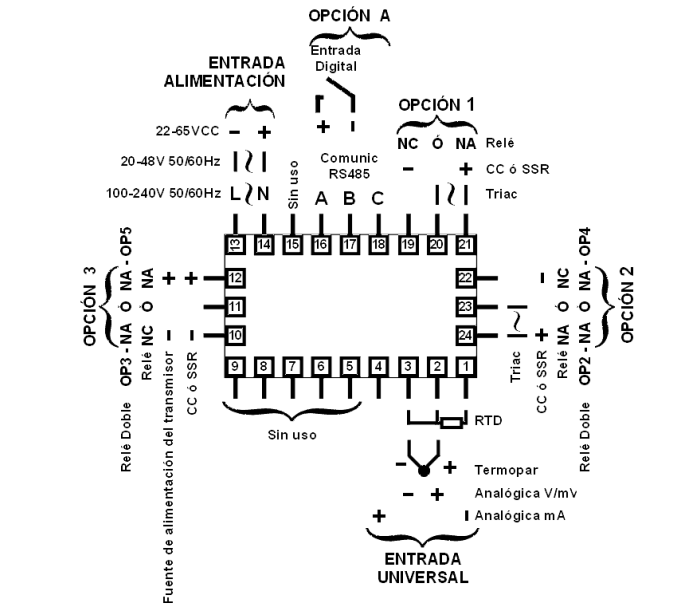 OPCIÓN A
Entrada
Digital
ENTRADA
ALIMENTACIÓN
OPCIÓN 1
22-65VCC − +
+ −
NC Ó NA Relé
20-48V 50/60Hz
Comunic
RS485
− + CC ó SSR
100-240V 50/60Hz L N
Sin uso
A B C
Triac
13 14 15 16 17 18 19 20 21
OPCIÓN 3
Relé Doble OP3 - NA Ó NA - OP5
Relé NC Ó NA
Fuente de alimentación del transmisor − +
CC ó SSR − +
12
11
10
22
23
24
Triac
CC ó SSR + −
Relé NA Ó NC
Relé Doble OP2 - NA Ó NA - OP4
OPCIÓN 2
9 8 7 6 5 4 3 2 1
Sin uso
RTD
− + Termopar
− + Analógica V/mV
+ − Analógica mA
ENTRADA
UNIVERSAL